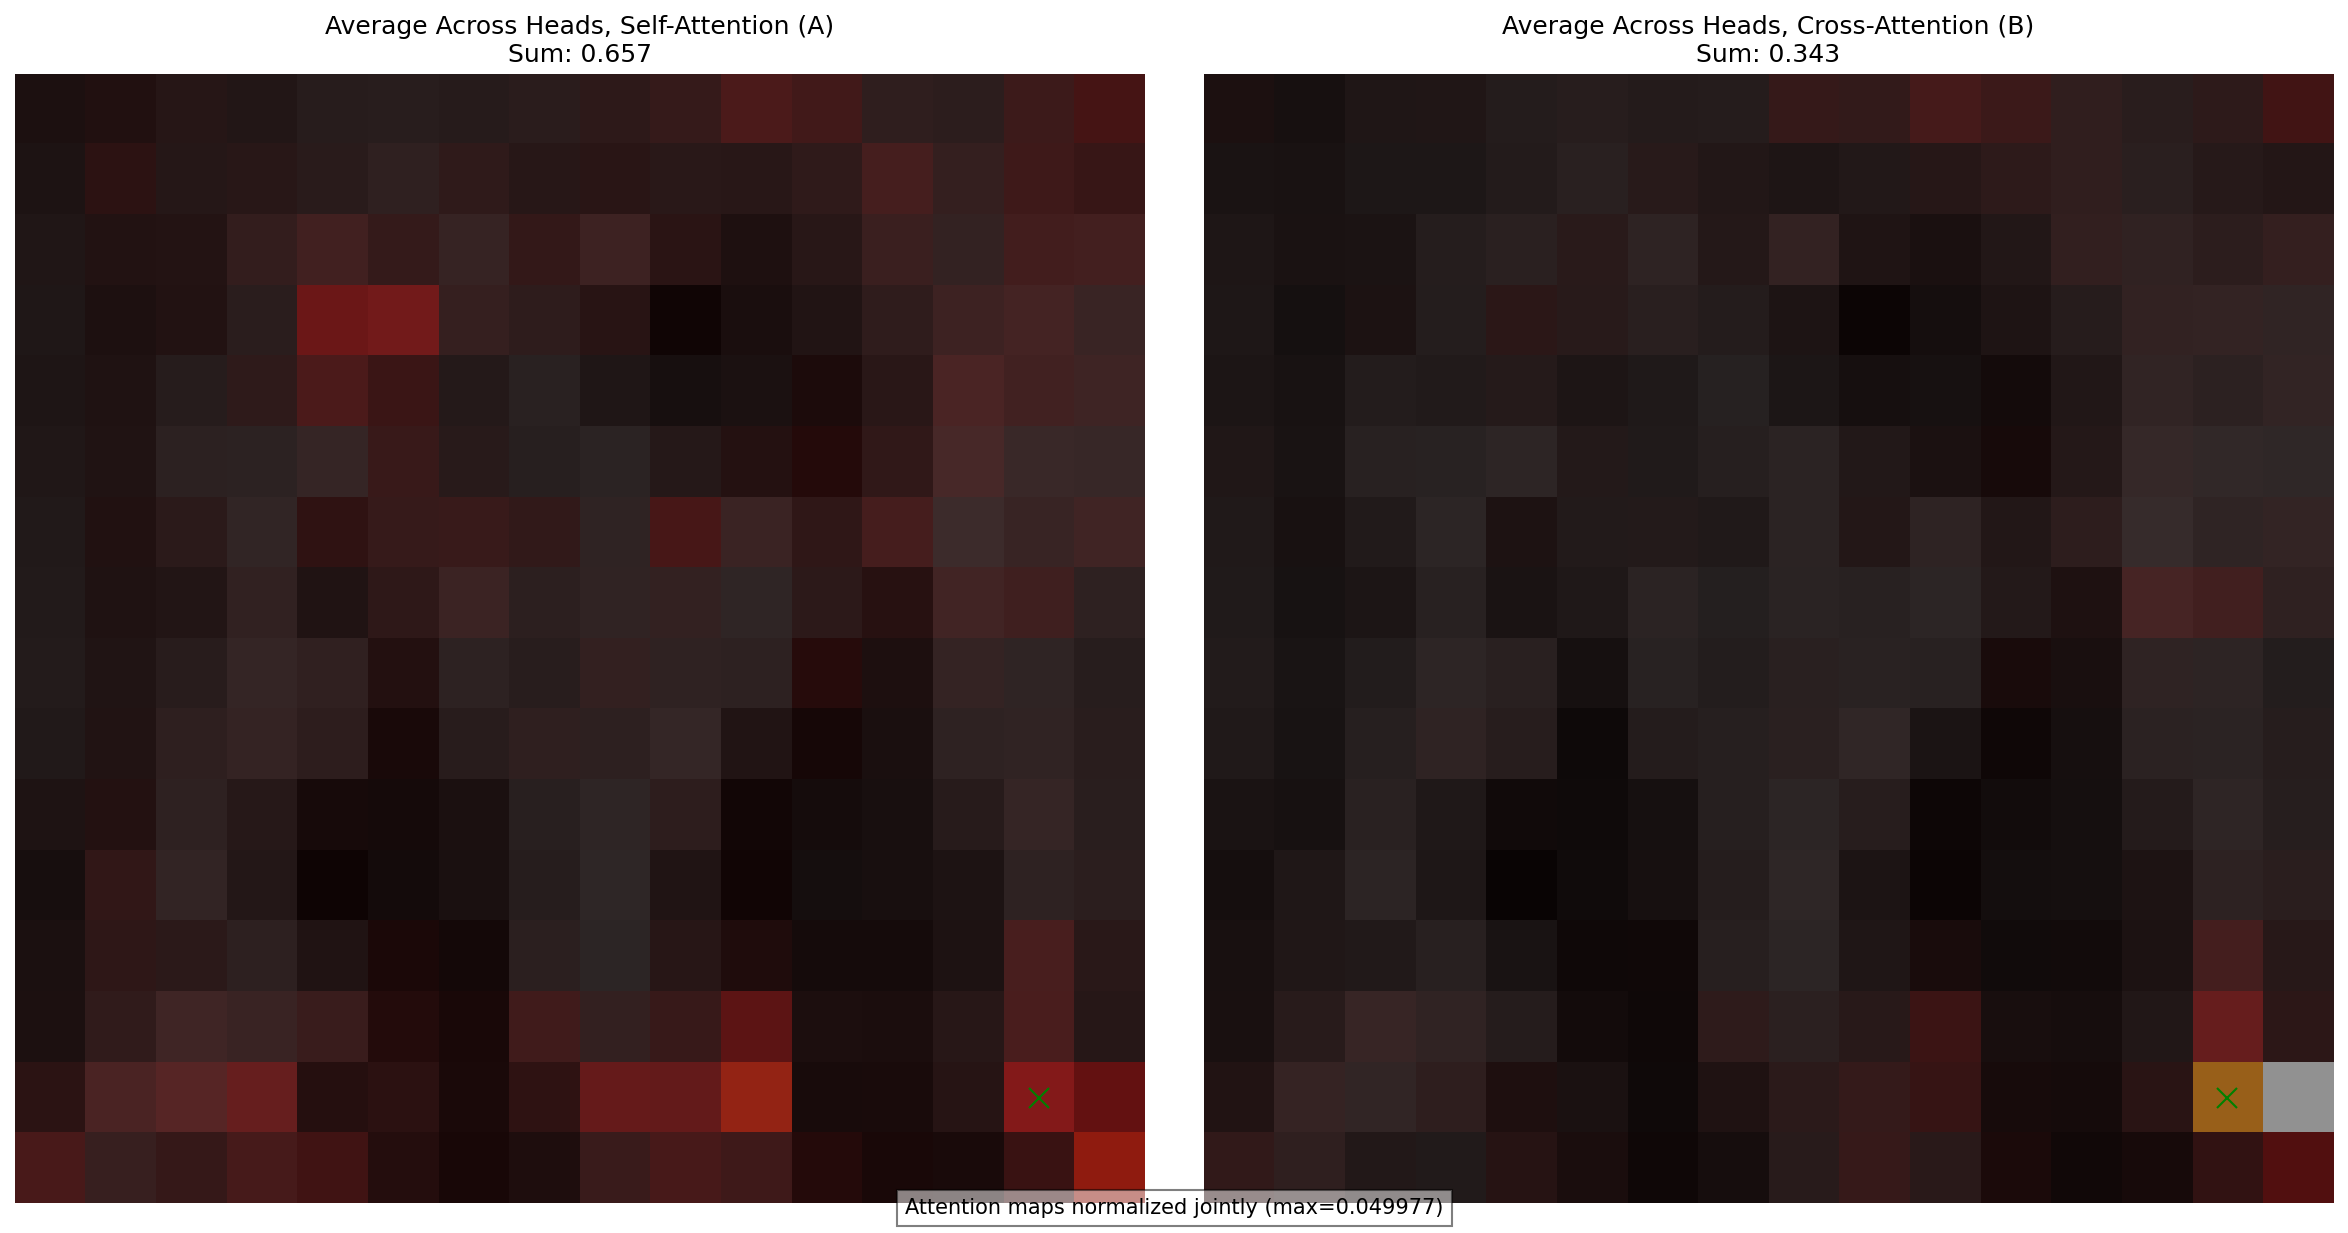 Average Across Heads, Self-Attention (A)
Sum: 0.657
Average Across Heads, Cross-Attention (B)
Sum: 0.343
Attention maps normalized jointly (max=0.049977)